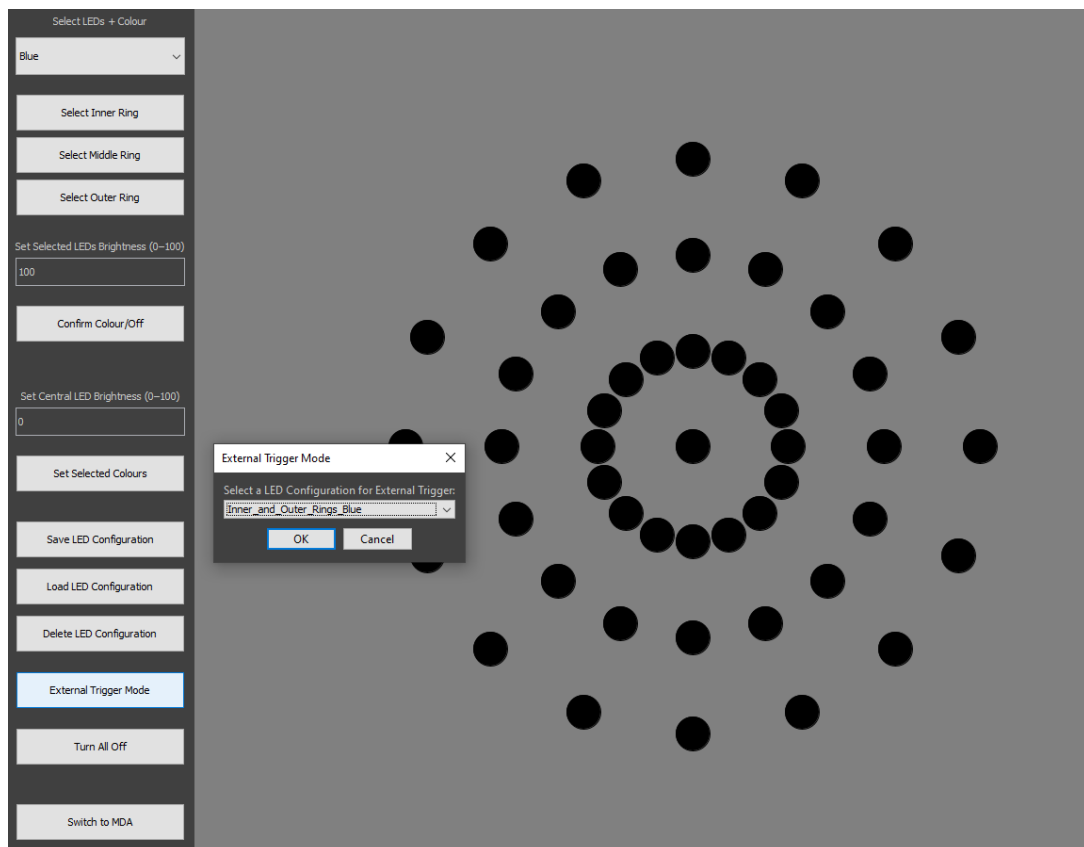 Select LEDs + Colour
Blue
Select Inner Ring
Select Middle Ring
Select Outer Ring
Set Selected LEDs Brightness (0–100)
100
Confirm Colour/Off
Set Central LED Brightness (0–100)
0
Set Selected Colours
Save LED Configuration
Load LED Configuration
Delete LED Configuration
External Trigger Mode
Turn All Off
Switch to MDA
External Trigger Mode
Select a LED Configuration for External Trigger:
Inner_and_Outer_Rings_Blue
OK Cancel